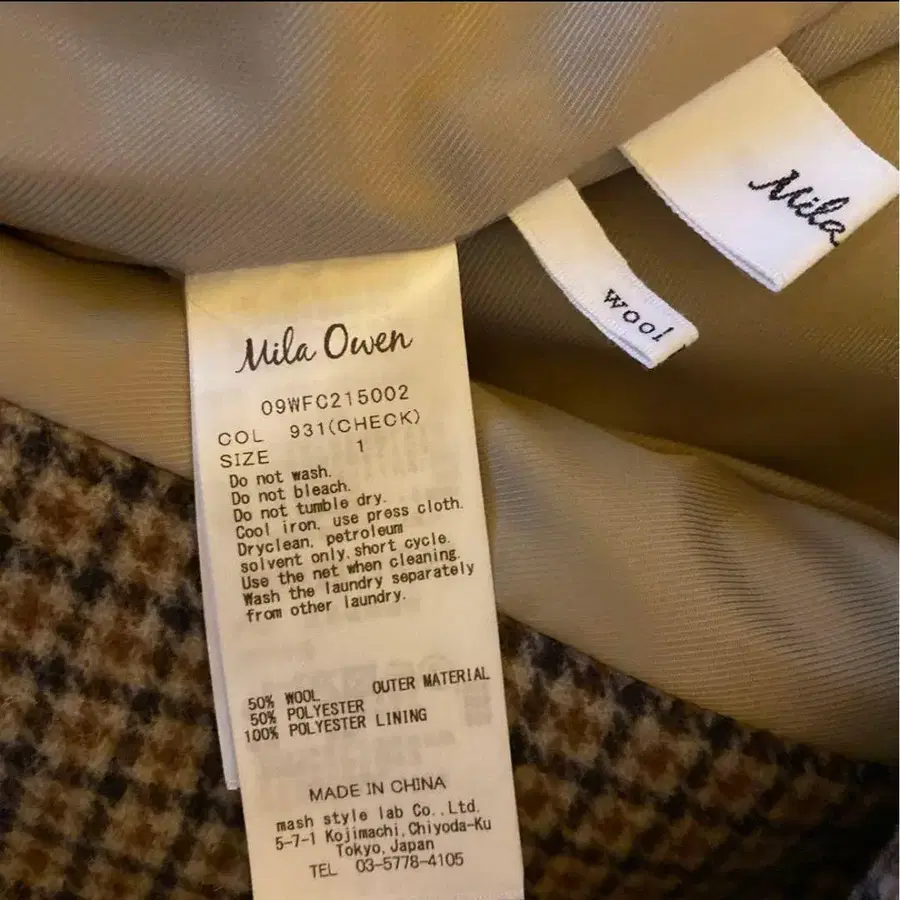 Mila
wool
Mila Owen
09WFC215002
COL 931(CHECK)
SIZE 1
Do not wash.
Do not bleach.
Do not tumble dry.
Cool iron, use press cloth.
Dryclean, petroleum
solvent only.short cycle.
Use the net when cleaning.
Wash the laundry separately
from other laundry.
50% WOOL OUTER MATERIAL
50% POLYESTER
100% POLYESTER LINING
MADE IN CHINA
mash style lab Co.,Ltd.
5-7-1 Kojimachi,Chiyoda-Ku
Tokyo,Japan
TEL 03-5778-4105